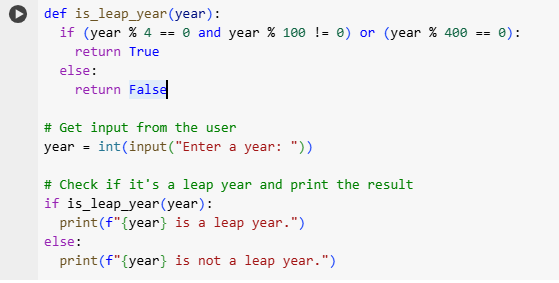 def is_leap_year(year):
  if (year % 4 == 0 and year % 100 != 0) or (year % 400 == 0):
    return True
  else:
    return False

# Get input from the user
year = int(input("Enter a year: "))

# Check if it's a leap year and print the result
if is_leap_year(year):
  print(f"{year} is a leap year.")
else:
  print(f"{year} is not a leap year.")